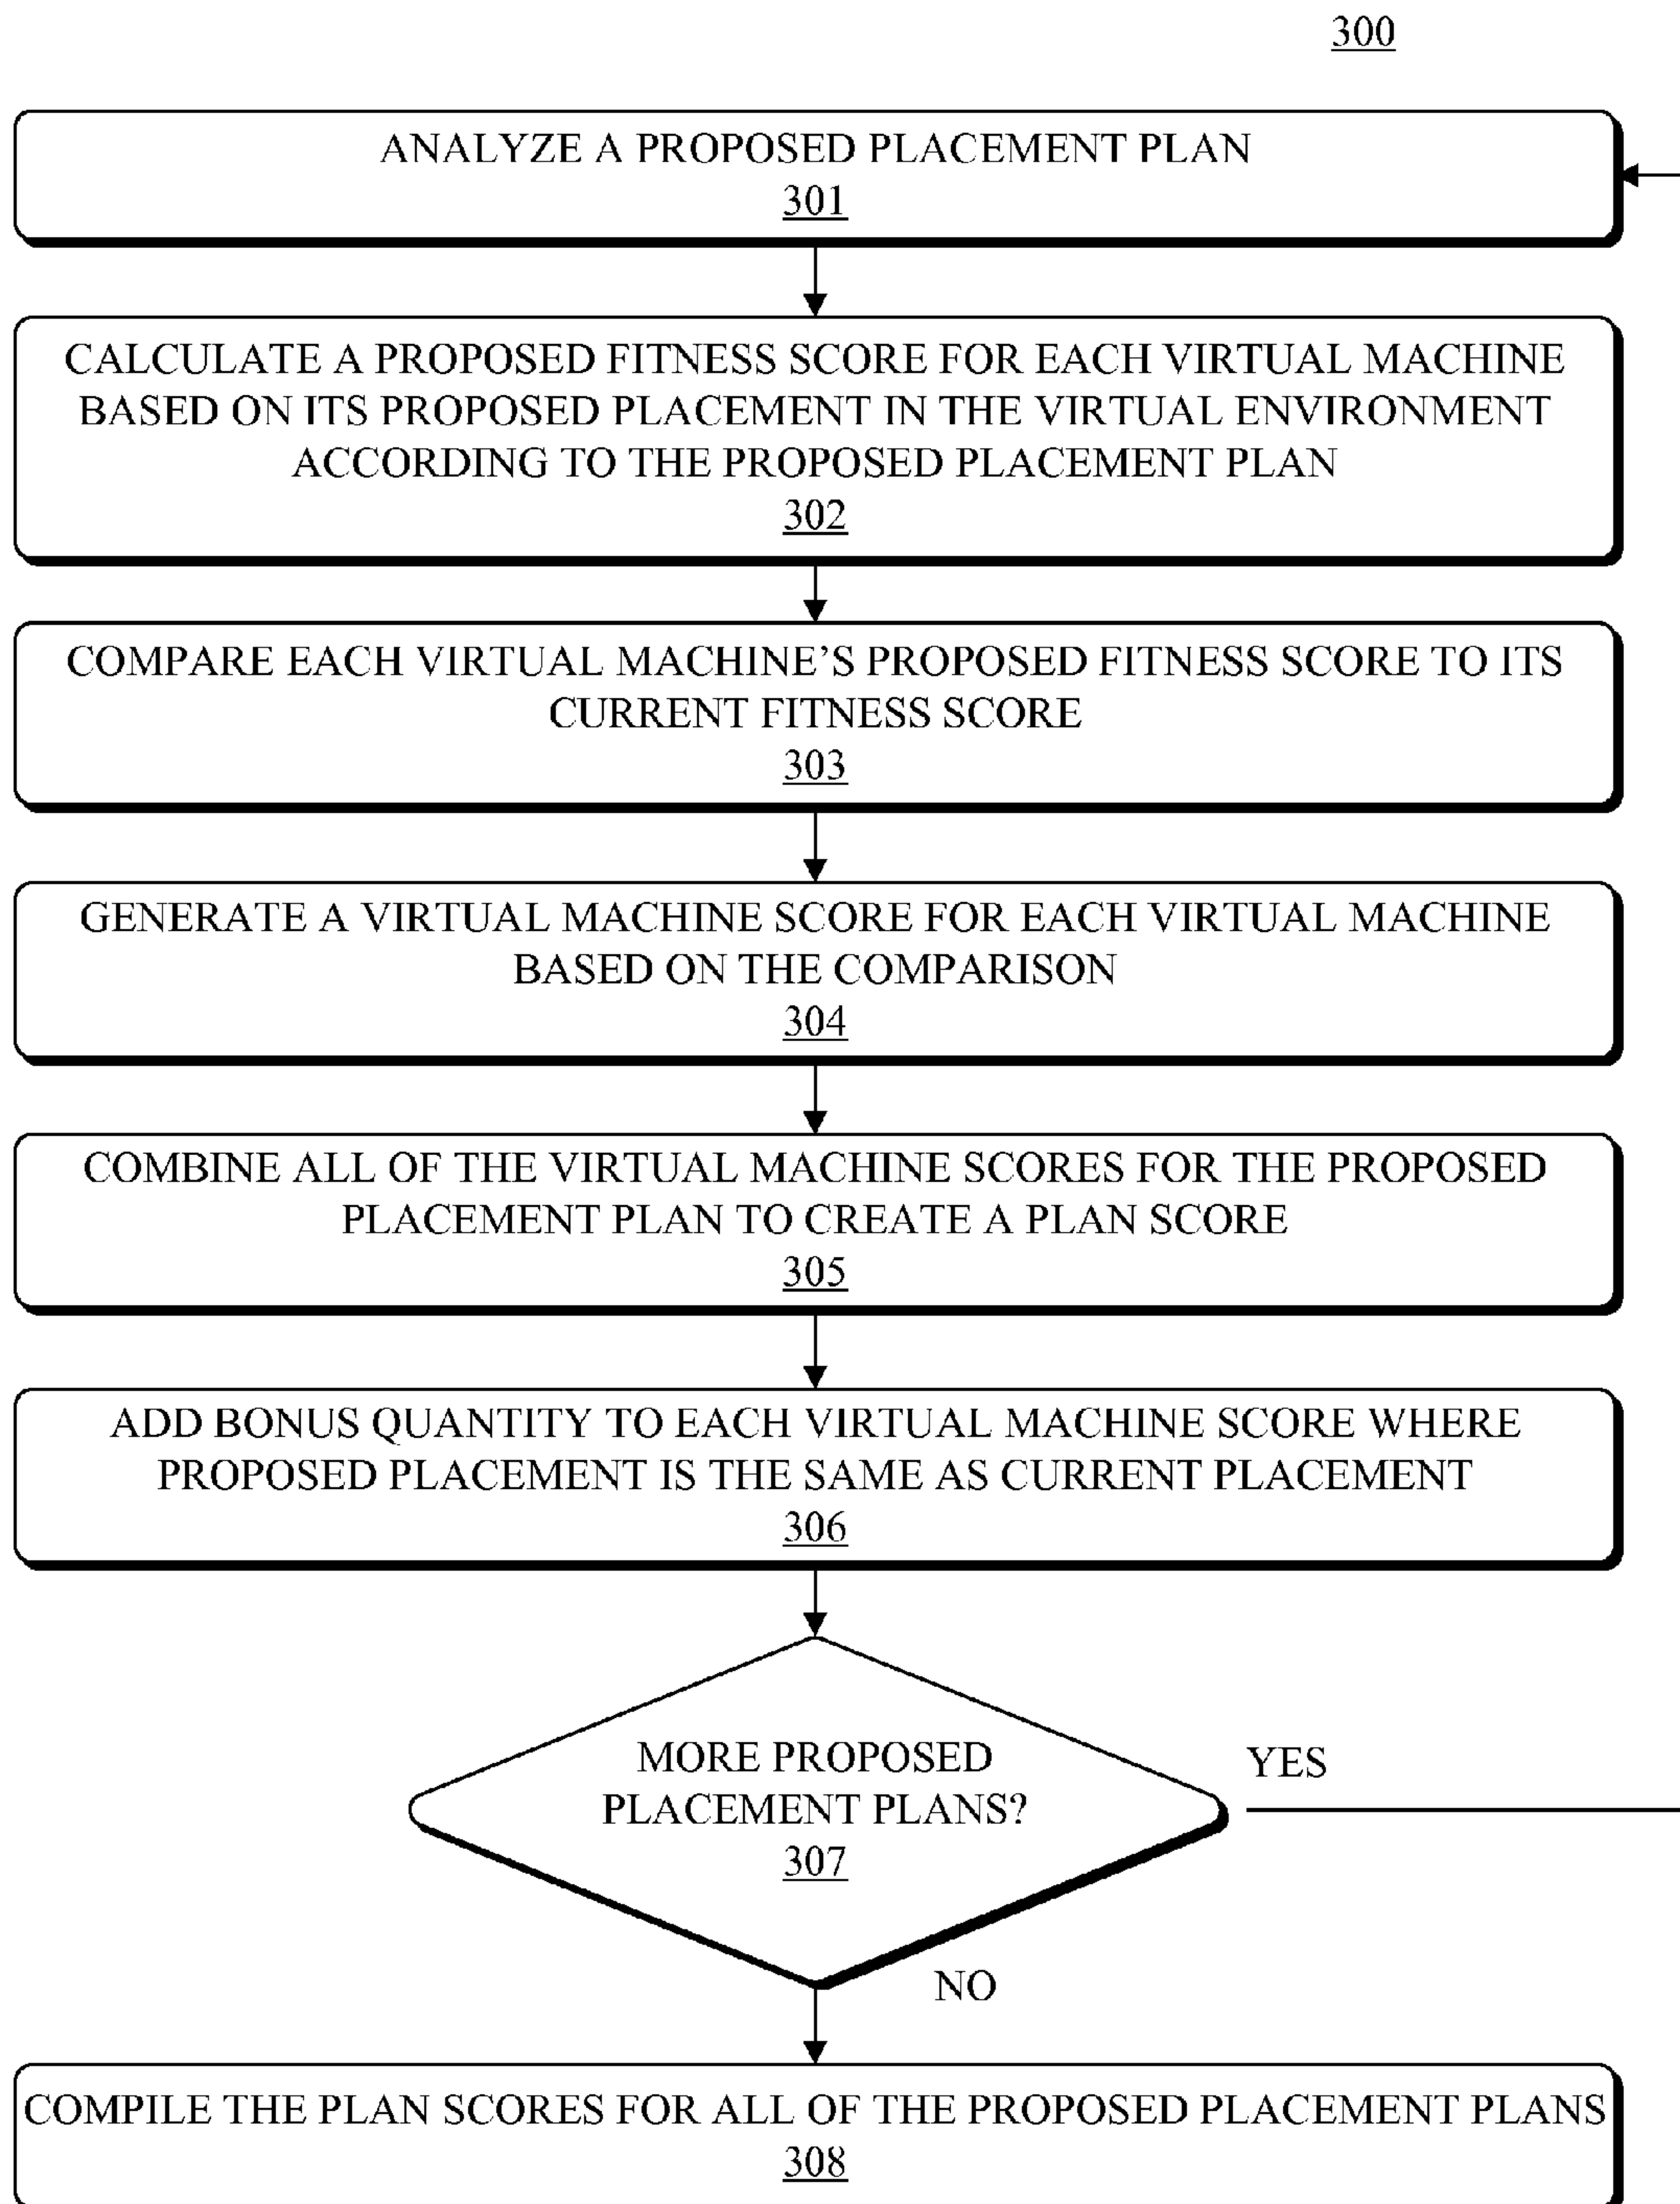 300
ANALYZE A PROPOSED PLACEMENT PLAN
301
CALCULATE A PROPOSED FITNESS SCORE FOR EACH VIRTUAL MACHINE
BASED ON ITS PROPOSED PLACEMENT IN THE VIRTUAL ENVIRONMENT
ACCORDING TO THE PROPOSED PLACEMENT PLAN
302
COMPARE EACH VIRTUAL MACHINE’S PROPOSED FITNESS SCORE TO ITS
CURRENT FITNESS SCORE
303
GENERATE A VIRTUAL MACHINE SCORE FOR EACH VIRTUAL MACHINE
BASED ON THE COMPARISON
304
COMBINE ALL OF THE VIRTUAL MACHINE SCORES FOR THE PROPOSED
PLACEMENT PLAN TO CREATE A PLAN SCORE
305
ADD BONUS QUANTITY TO EACH VIRTUAL MACHINE SCORE WHERE
PROPOSED PLACEMENT IS THE SAME AS CURRENT PLACEMENT
306
MORE PROPOSED
PLACEMENT PLANS?
307
YES
NO
COMPILE THE PLAN SCORES FOR ALL OF THE PROPOSED PLACEMENT PLANS
308